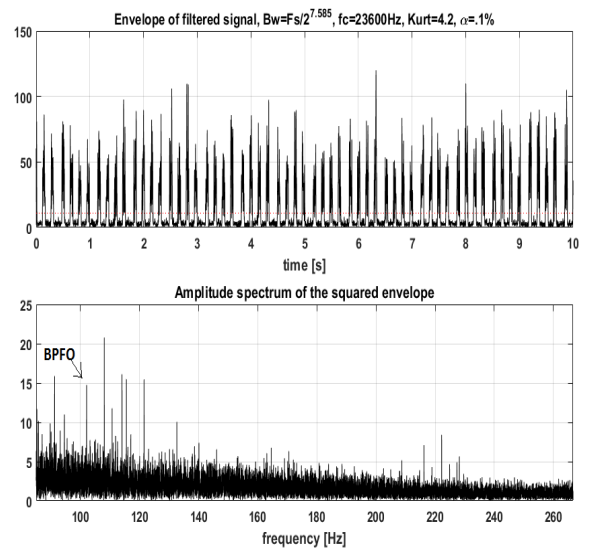 Envelope of filtered signal, Bw=Fs/2^7.585, fc=23600Hz, Kurt=4.2, α=.1%
150
100
50
0
0 1 2 3 4 5 6 7 8 9 10
time [s]
Amplitude spectrum of the squared envelope
25
20
BPFO
15
10
5
0
100 120 140 160 180 200 220 240 260
frequency [Hz]